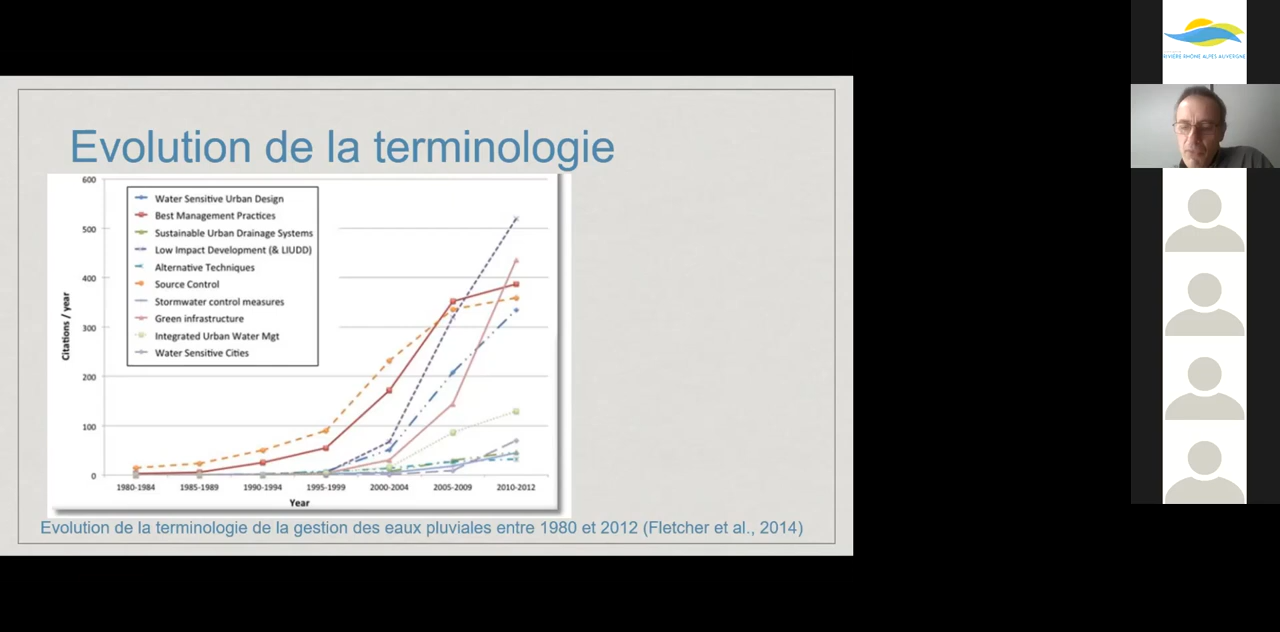 Evolution de la terminologie
600
500
400
300
200
100
0
Citations / year
Water Sensitive Urban Design
Best Management Practices
Sustainable Urban Drainage Systems
Low Impact Development (& LIUDD)
Alternative Techniques
Source Control
Stormwater control measures
Green infrastructure
Integrated Urban Water Mgt
Water Sensitive Cities
1980-1984 1985-1989 1990-1994 1995-1999 2000-2004 2005-2009 2010-2012
Year
Evolution de la terminologie de la gestion des eaux pluviales entre 1980 et 2012 (Fletcher et al., 2014)
RIVIÈRE RHÔNE ALPES AUVERGNE